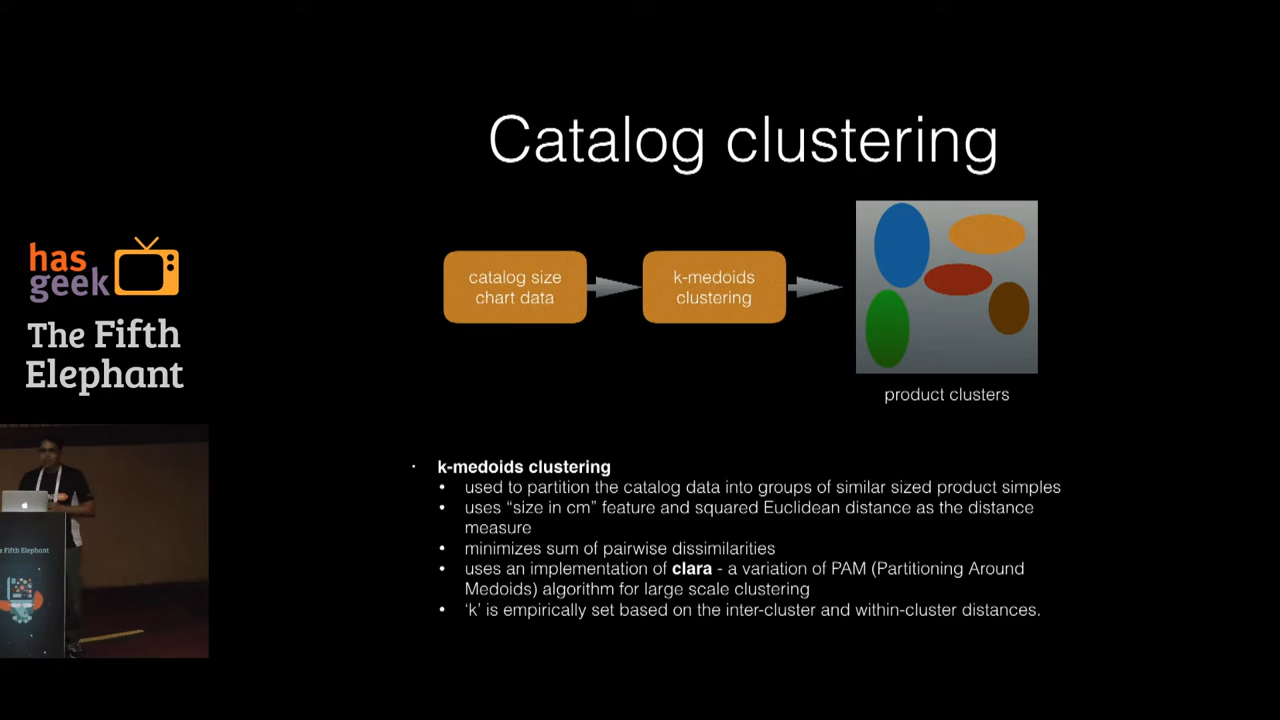 Catalog clustering
has
geek
The Fifth
Elephant
catalog size
chart data
k-medoids
clustering
product clusters
· k-medoids clustering
• used to partition the catalog data into groups of similar sized product simples
• uses “size in cm” feature and squared Euclidean distance as the distance
measure
• minimizes sum of pairwise dissimilarities
• uses an implementation of clara - a variation of PAM (Partitioning Around
Medoids) algorithm for large scale clustering
• ‘k’ is empirically set based on the inter-cluster and within-cluster distances.
Fifth Elephant